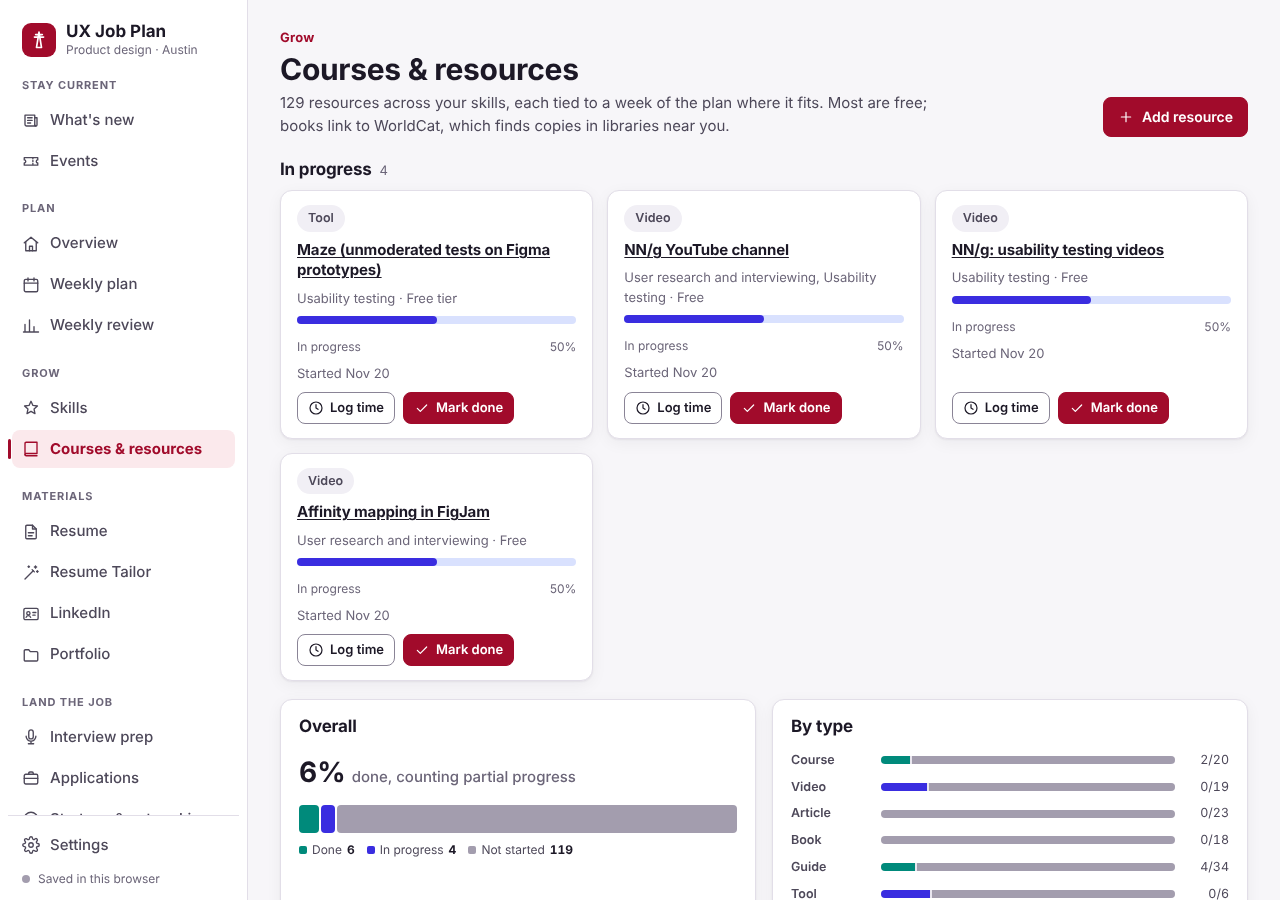 UX Job Plan
Product design · Austin
STAY CURRENT
What's new
Events
PLAN
Overview
Weekly plan
Weekly review
GROW
Skills
Courses & resources
MATERIALS
Resume
Resume Tailor
LinkedIn
Portfolio
LAND THE JOB
Interview prep
Applications
Settings
Saved in this browser
Grow
Courses & resources
129 resources across your skills, each tied to a week of the plan where it fits. Most are free;
books link to WorldCat, which finds copies in libraries near you.
Add resource
In progress 4
Tool
Maze (unmoderated tests on Figma
prototypes)
Usability testing · Free tier
In progress 50%
Started Nov 20
Log time Mark done
Video
NN/g YouTube channel
User research and interviewing, Usability
testing · Free
In progress 50%
Started Nov 20
Log time Mark done
Video
NN/g: usability testing videos
Usability testing · Free
In progress 50%
Started Nov 20
Log time Mark done
Video
Affinity mapping in FigJam
User research and interviewing · Free
In progress 50%
Started Nov 20
Log time Mark done
Overall
6% done, counting partial progress
Done 6 In progress 4 Not started 119
By type
Course 2/20
Video 0/19
Article 0/23
Book 0/18
Guide 4/34
Tool 0/6